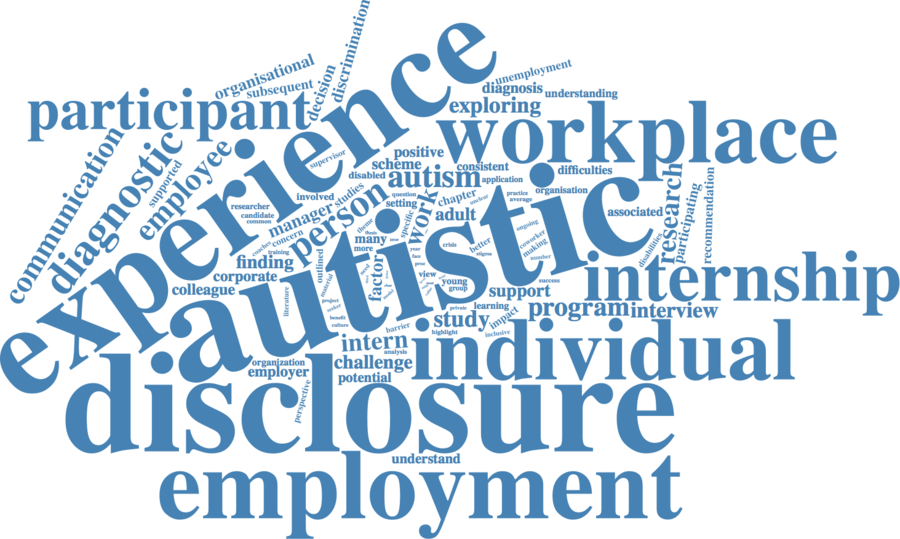 discrimination
decision
organisational
subsequent
experience
unemployment
diagnosis
understanding
participant
exploring
workplace
communication
diagnostic
supported
employee
supervisor
positive
scheme
consistent
difficulties
disabled
autism
application
research
participating
recommendation
involved
studies
person
question
setting
work
chapter
unclear
practice
average
organisation
researcher
candidate
common
manager
concern
coaches
training
theme
thesis
many
more
specific
adult
autistic
ongoing
coworker
making
number
associated
disabilities
finding
corporate
colleague
outlined
material
factor
crisis
better
stigma
view
young
group
success
internship
literature
project
benefit
culture
private
learning
support
program
interview
impact
study
highlight
inclusive
barrier
intern
analysis
individual
organization
employer
challenge
potential
perspective
disclosure
understand
employment